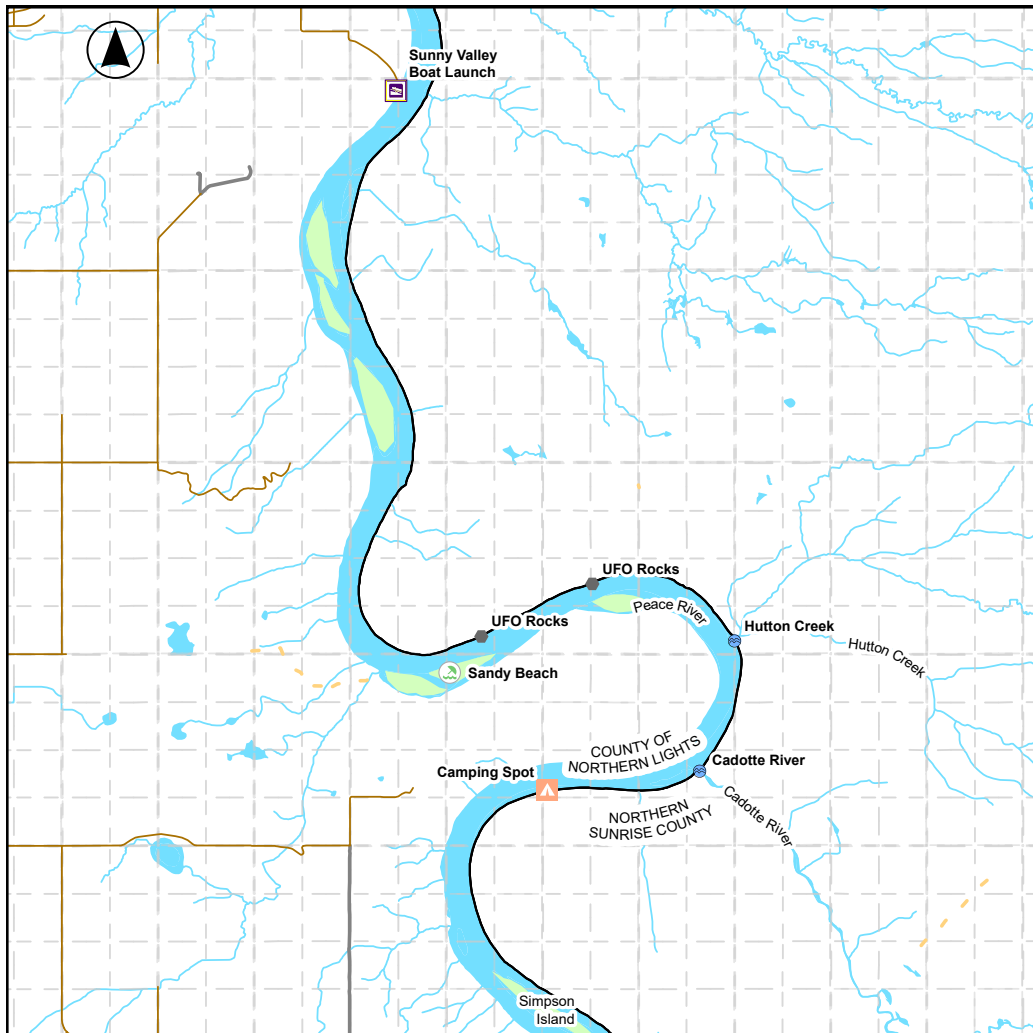 Sunny Valley
Boat Launch
UFO Rocks
Peace River
UFO Rocks
Hutton Creek
Hutton Creek
Sandy Beach
COUNTY OF
NORTHERN LIGHTS
Cadotte River
Camping Spot
Cadotte River
NORTHERN
SUNRISE COUNTY
Simpson
Island